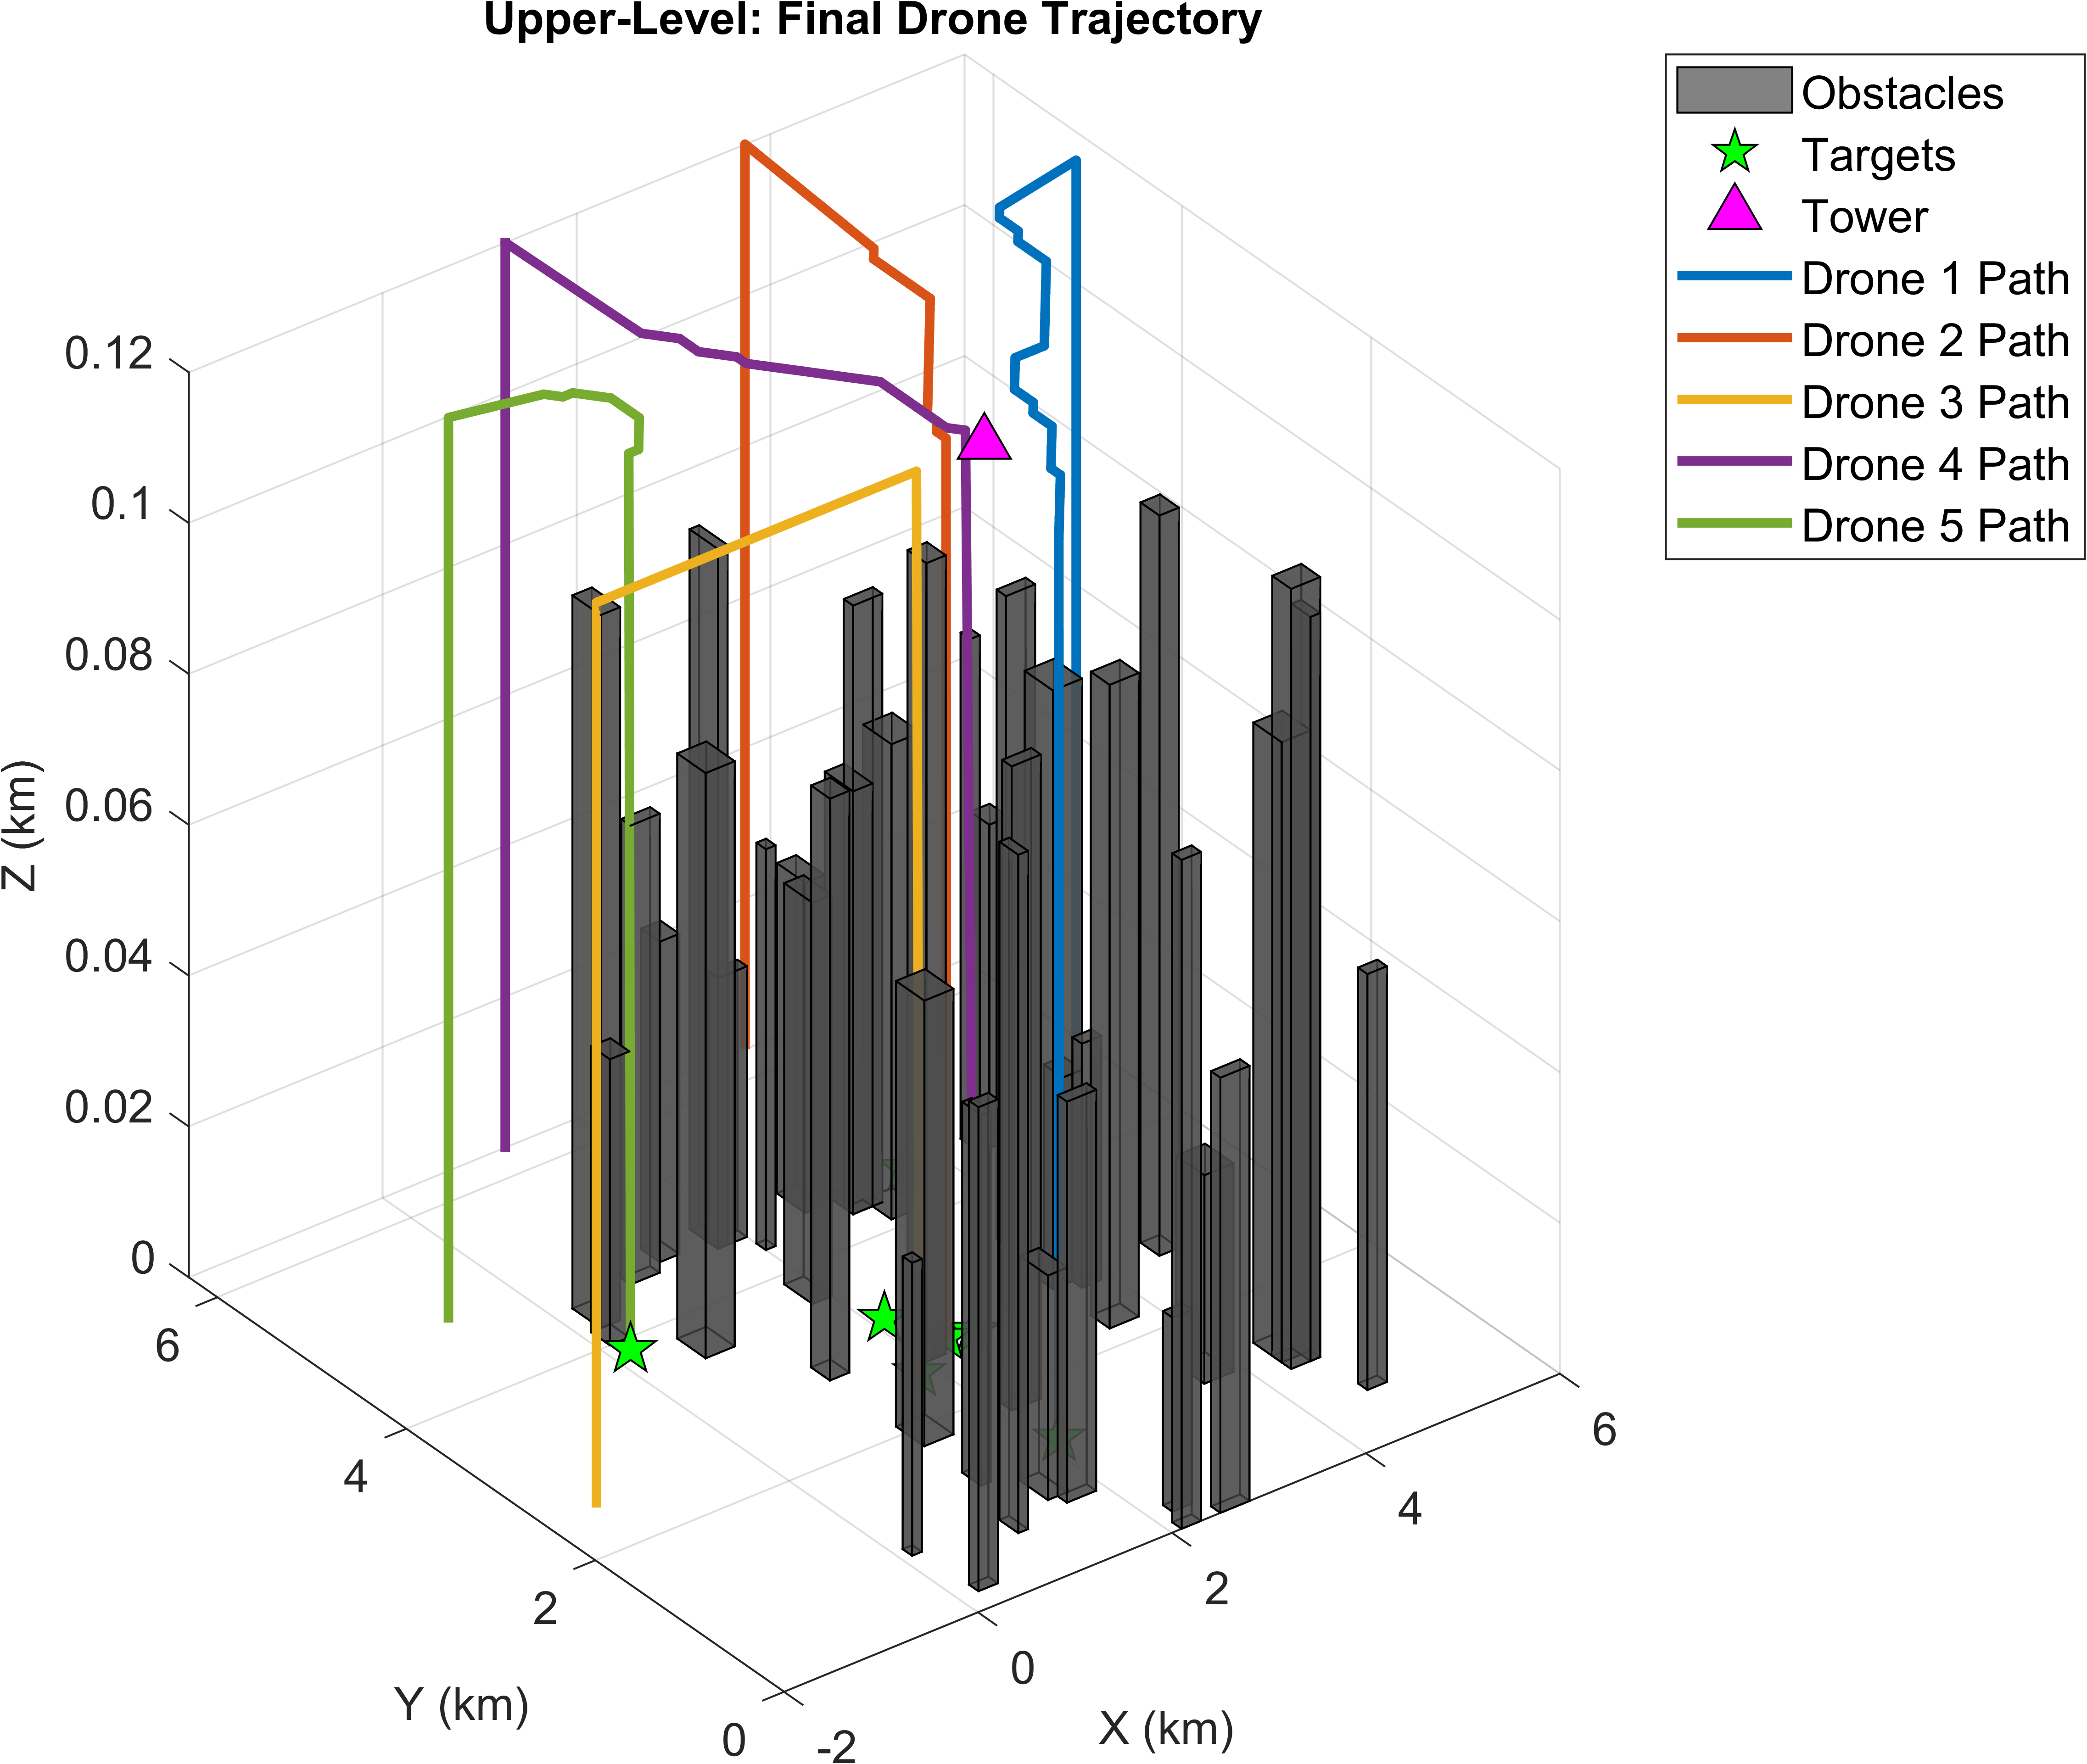 Upper-Level: Final Drone Trajectory
Obstacles
Targets
Tower
Drone 1 Path
Drone 2 Path
Drone 3 Path
Drone 4 Path
Drone 5 Path
0.12
0.1
0.08
0.06
0.04
0.02
0
Z (km)
6
4
2
0
Y (km)
-2
0
2
4
6
X (km)